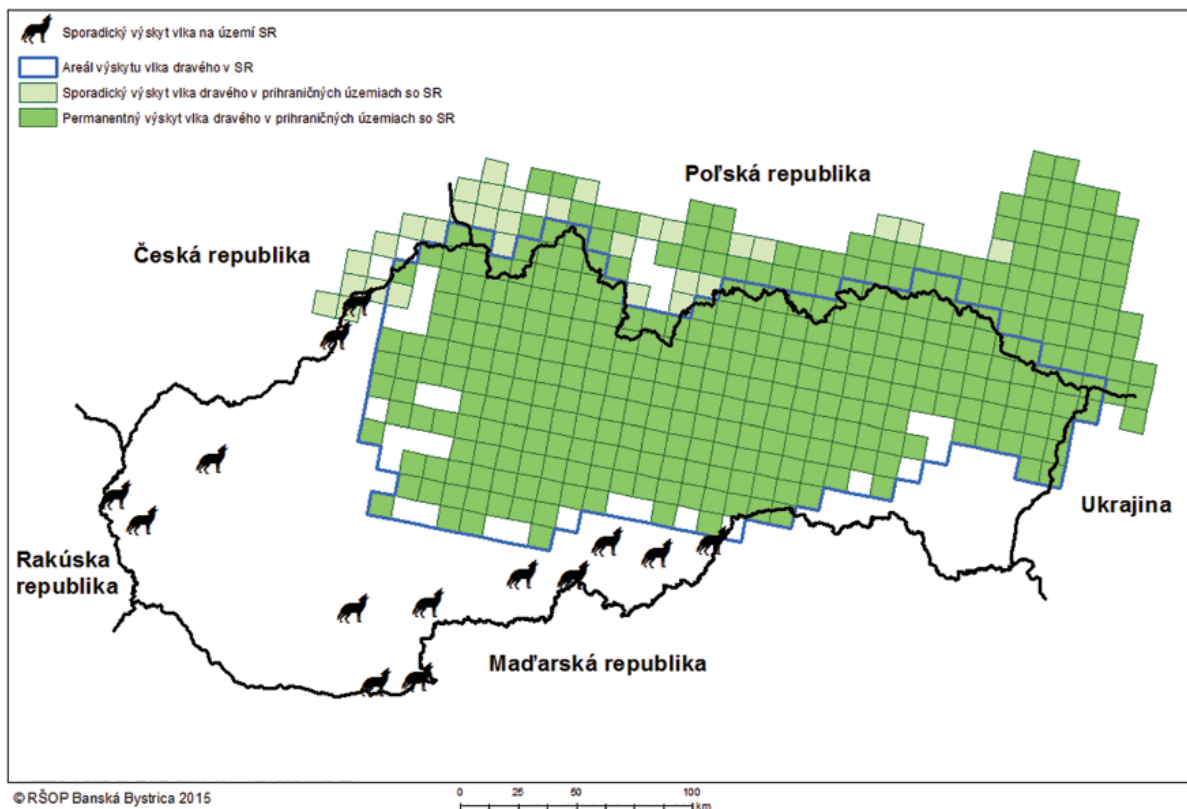 Sporadický výskyt vlka na území SR
Areál výskytu vlka dravého v SR
Sporadický výskyt vlka dravého v prihraničných územiach so SR
Permanentný výskyt vlka dravého v prihraničných územiach so SR
Poľská republika
Česká republika
Ukrajina
Rakúska
republika
Maďarská republika
© RŠOP Banská Bystrica 2015
0 25 50 100
km